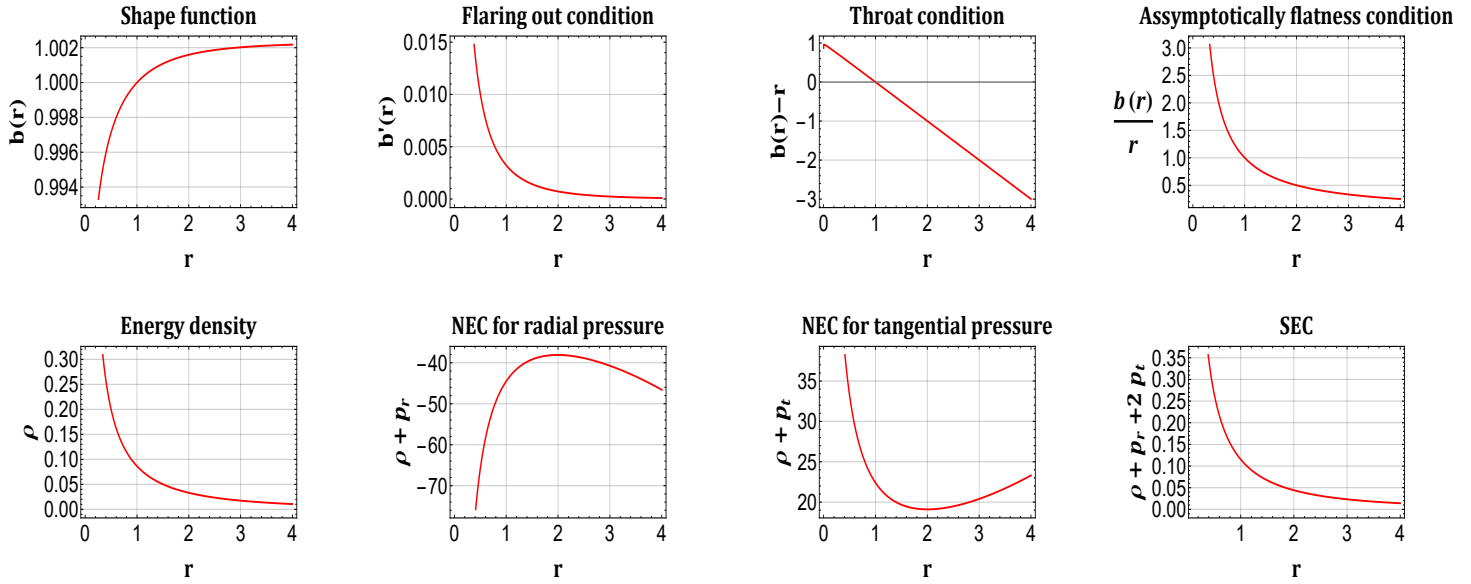 Shape function
1.002
1.000
0.998
0.996
0.994
b(r)
0 1 2 3 4
r
Flaring out condition
0.015
0.010
0.005
0.000
b'(r)
0 1 2 3 4
r
Throat condition
1
0
−1
−2
−3
b(r)−r
0 1 2 3 4
r
Assymptotically flatness condition
3.0
2.5
2.0
1.5
1.0
0.5
b(r)
r
0 1 2 3 4
r
Energy density
0.30
0.25
0.20
0.15
0.10
0.05
0.00
ρ
0 1 2 3 4
r
NEC for radial pressure
−40
−50
−60
−70
ρ + pr
0 1 2 3 4
r
NEC for tangential pressure
35
30
25
20
ρ + pt
0 1 2 3 4
r
SEC
0.35
0.30
0.25
0.20
0.15
0.10
0.05
0.00
ρ + pr + 2 pt
1 2 3 4
r